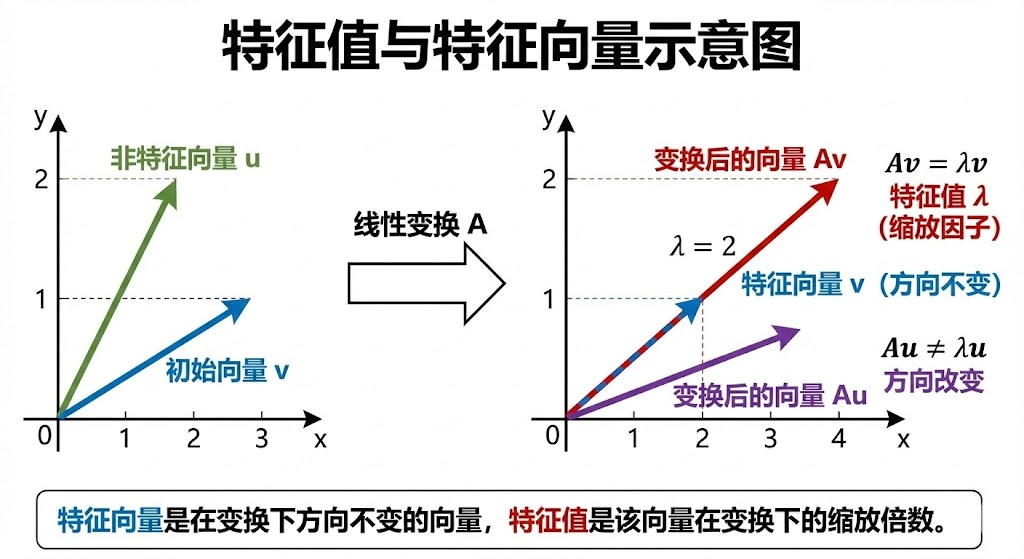 特征值与特征向量示意图
y
非特征向量 u
2
1
初始向量 v
0 1 2 3 x
线性变换 A
y
变换后的向量 Av
2
λ = 2
1
特征向量 v（方向不变）
变换后的向量 Au
0 1 2 3 4 x
Av = λv
特征值 λ
（缩放因子）
Au ≠ λu
方向改变
特征向量是在变换下方向不变的向量，特征值是该向量在变换下的缩放倍数。